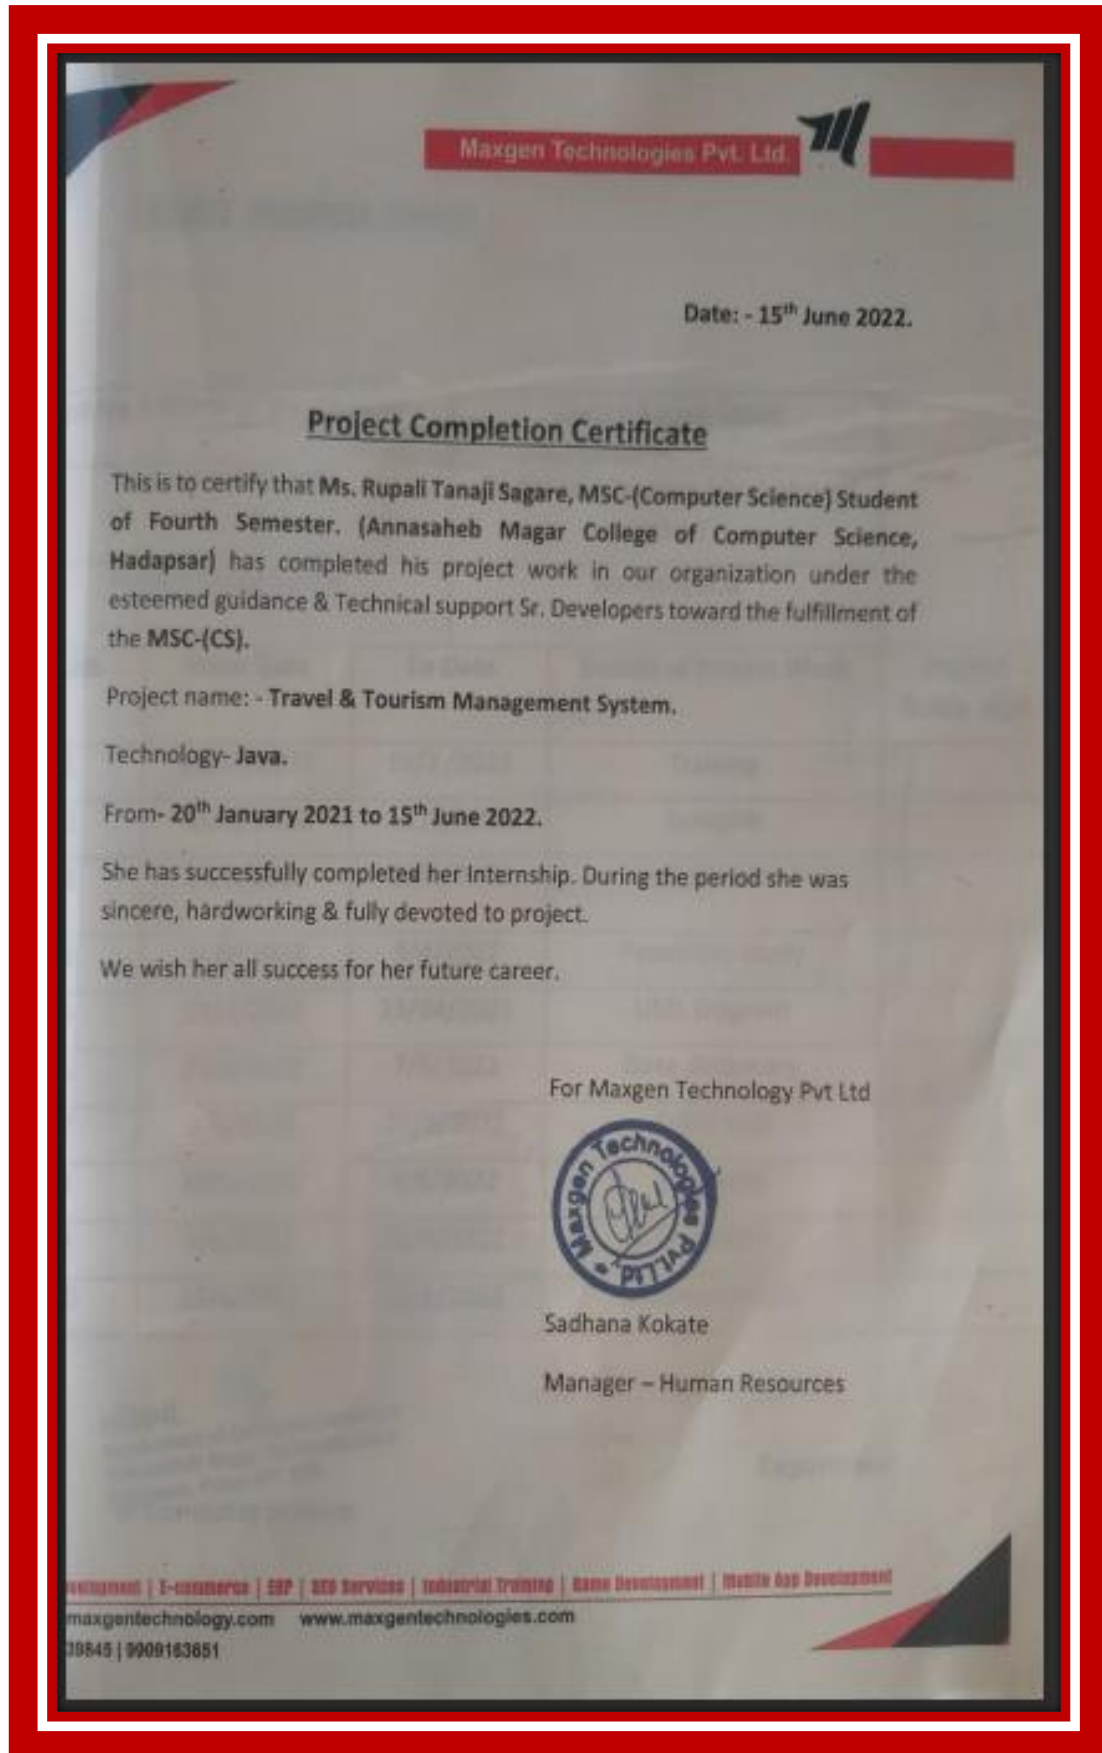 Maxgen Technologies Pvt. Ltd.
Date: - 15th June 2022.
Project Completion Certificate
This is to certify that Ms. Rupali Tanaji Sagare, MSC-(Computer Science) Student
of Fourth Semester. (Annasaheb Magar College of Computer Science,
Hadapsar) has completed his project work in our organization under the
esteemed guidance & Technical support Sr. Developers toward the fulfillment of
the MSC-(CS).
Project name: - Travel & Tourism Management System.
Technology- Java.
From- 20th January 2021 to 15th June 2022.
She has successfully completed her Internship. During the period she was
sincere, hardworking & fully devoted to project.
We wish her all success for her future career.
For Maxgen Technology Pvt Ltd
Maxgen Technologies Pvt.Ltd.
Sadhana Kokate
Manager – Human Resources
| E-commerce | ERP | SEO Services | Industrial Training | Game Development | Mobile App Development
maxgentechnology.com www.maxgentechnologies.com
39845 | 9909163651